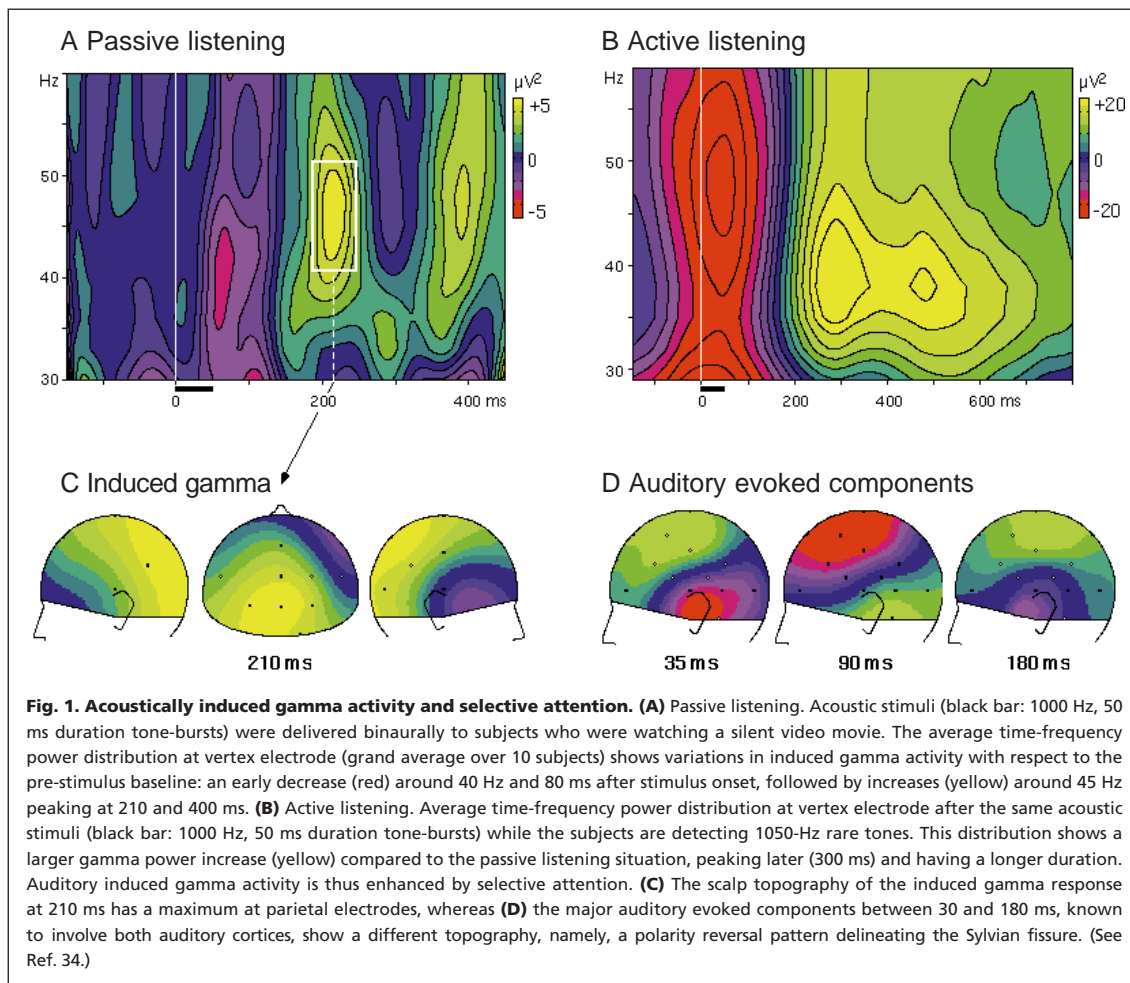 A Passive listening
B Active listening
Hz
50
40
30
0
200
400 ms
µV²
+5
0
-5
Hz
50
40
30
0
200
400
600 ms
µV²
+20
0
-20
C Induced gamma
D Auditory evoked components
210 ms
35 ms
90 ms
180 ms
Fig. 1. Acoustically induced gamma activity and selective attention. (A) Passive listening. Acoustic stimuli (black bar: 1000 Hz, 50
ms duration tone-bursts) were delivered binaurally to subjects who were watching a silent video movie. The average time-frequency
power distribution at vertex electrode (grand average over 10 subjects) shows variations in induced gamma activity with respect to the
pre-stimulus baseline: an early decrease (red) around 40 Hz and 80 ms after stimulus onset, followed by increases (yellow) around 45 Hz
peaking at 210 and 400 ms. (B) Active listening. Average time-frequency power distribution at vertex electrode after the same acoustic
stimuli (black bar: 1000 Hz, 50 ms duration tone-bursts) while the subjects are detecting 1050-Hz rare tones. This distribution shows a
larger gamma power increase (yellow) compared to the passive listening situation, peaking later (300 ms) and having a longer duration.
Auditory induced gamma activity is thus enhanced by selective attention. (C) The scalp topography of the induced gamma response
at 210 ms has a maximum at parietal electrodes, whereas (D) the major auditory evoked components between 30 and 180 ms, known
to involve both auditory cortices, show a different topography, namely, a polarity reversal pattern delineating the Sylvian fissure. (See
Ref. 34.)